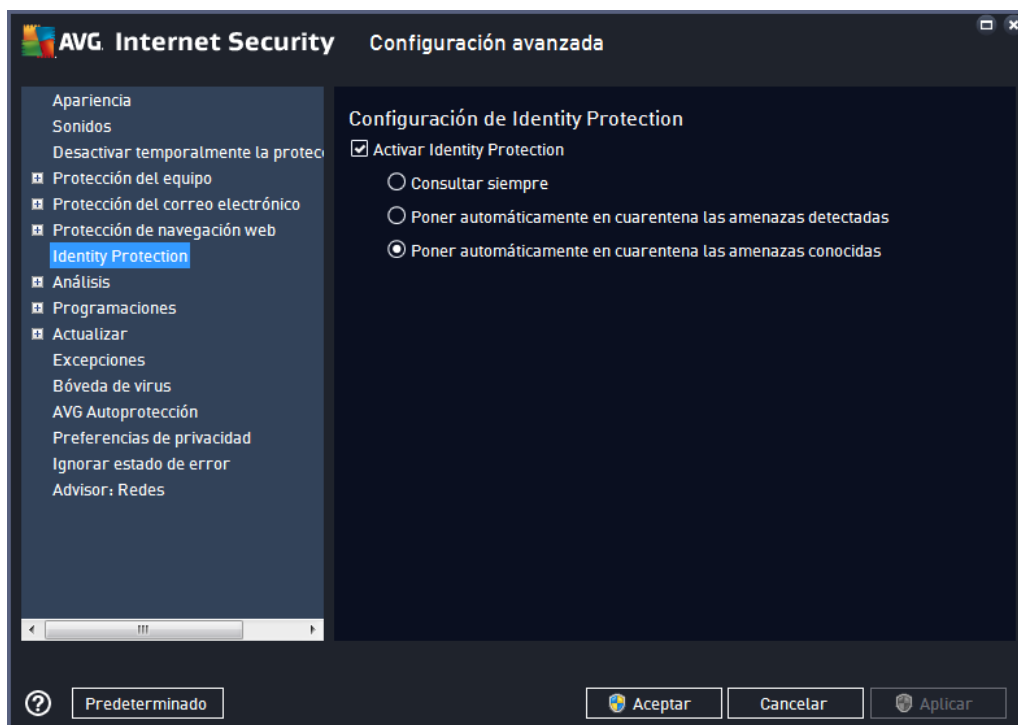 AVG. Internet Security Configuración avanzada
Apariencia
Sonidos
Desactivar temporalmente la protec
Protección del equipo
Protección del correo electrónico
Protección de navegación web
Identity Protection
Análisis
Programaciones
Actualizar
Excepciones
Bóveda de virus
AVG Autoprotección
Preferencias de privacidad
Ignorar estado de error
Advisor: Redes
Configuración de Identity Protection
Activar Identity Protection
Consultar siempre
Poner automáticamente en cuarentena las amenazas detectadas
Poner automáticamente en cuarentena las amenazas conocidas
? Predeterminado Aceptar Cancelar Aplicar